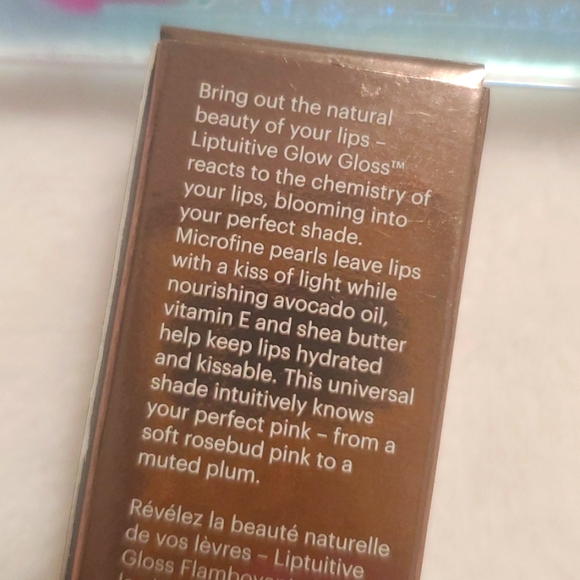 Bring out the natural
beauty of your lips –
Liptuitive Glow Gloss™
reacts to the chemistry of
your lips, blooming into
your perfect shade.
Microfine pearls leave lips
with a kiss of light while
nourishing avocado oil,
vitamin E and shea butter
help keep lips hydrated
and kissable. This universal
shade intuitively knows
your perfect pink – from a
soft rosebud pink to a
muted plum.
Révélez la beauté naturelle
de vos lèvres – Liptuitive
Gloss